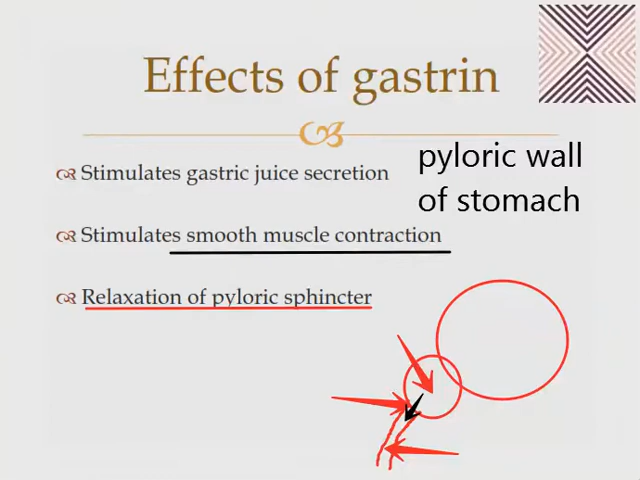 Effects of gastrin
Stimulates gastric juice secretion
pyloric wall
of stomach
Stimulates smooth muscle contraction
Relaxation of pyloric sphincter